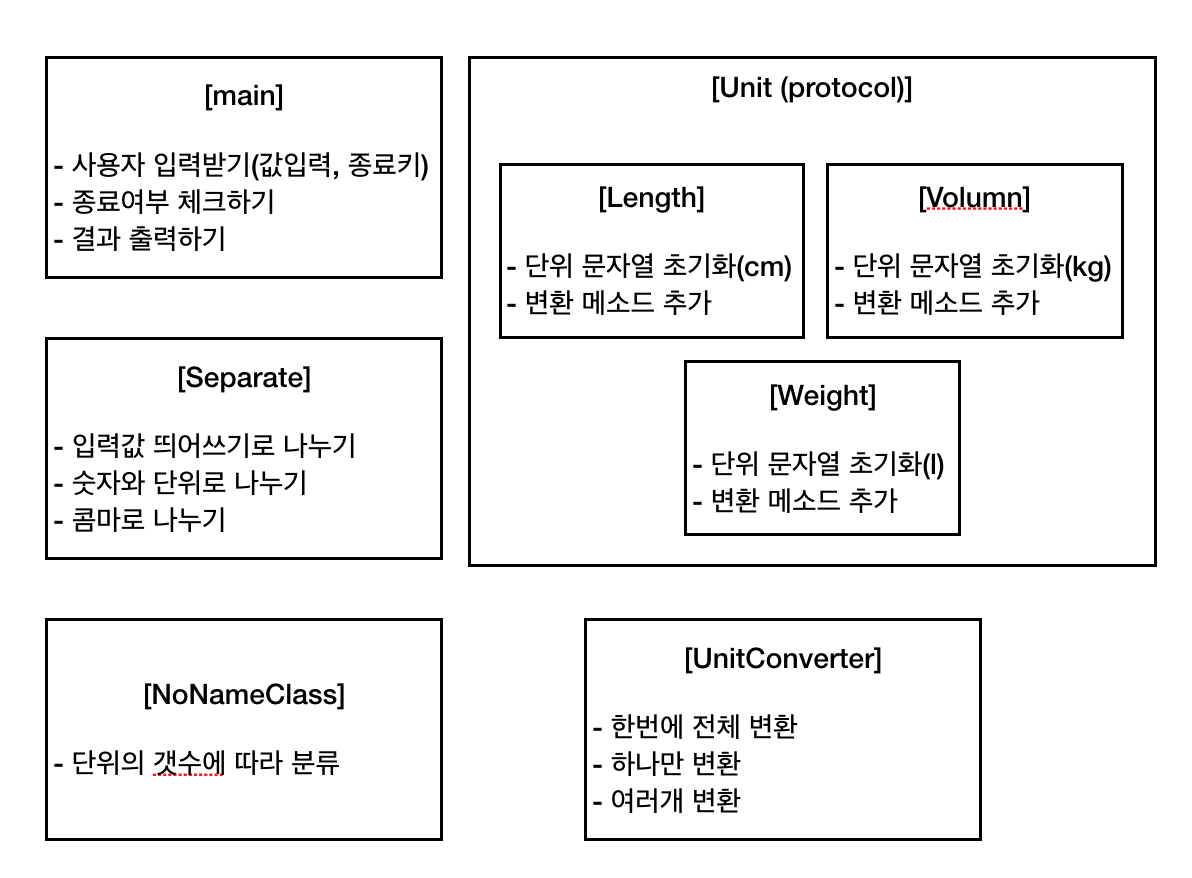 [main]
- 사용자 입력받기(값입력, 종료키)
- 종료여부 체크하기
- 결과 출력하기
[Unit (protocol)]
[Length]
- 단위 문자열 초기화(cm)
- 변환 메소드 추가
[Volumn]
- 단위 문자열 초기화(kg)
- 변환 메소드 추가
[Weight]
- 단위 문자열 초기화(l)
- 변환 메소드 추가
[Separate]
- 입력값 띄어쓰기로 나누기
- 숫자와 단위로 나누기
- 콤마로 나누기
[NoNameClass]
- 단위의 갯수에 따라 분류
[UnitConverter]
- 한번에 전체 변환
- 하나만 변환
- 여러개 변환